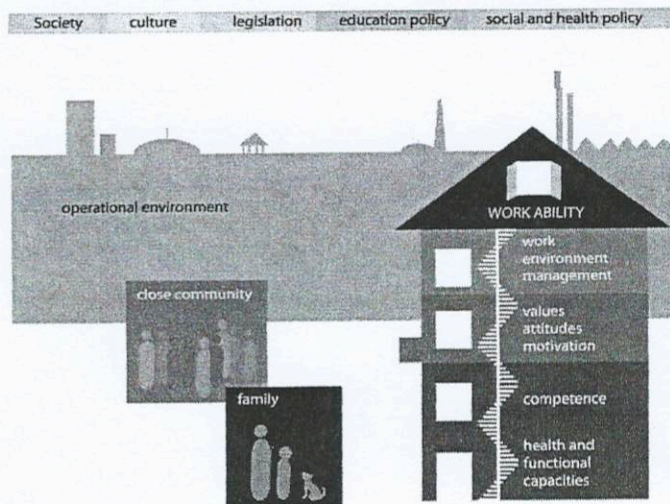 Society culture legislation education policy social and health policy
operational environment
WORK ABILITY
work
environment
management
close community
values
attitudes
motivation
family
competence
health and
functional
capacities